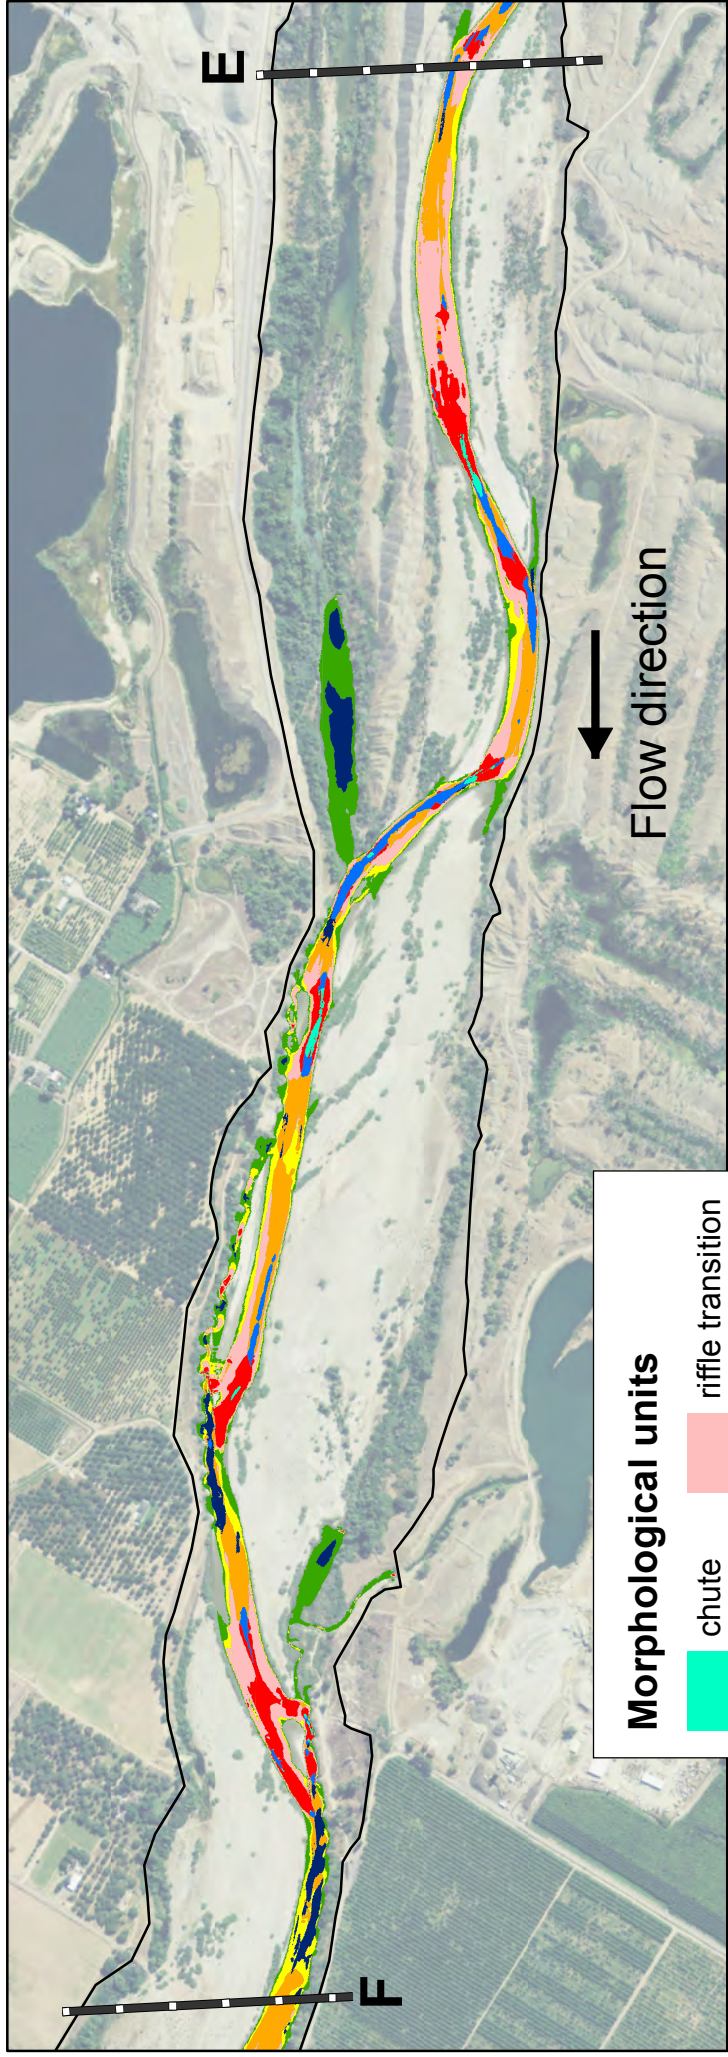 E
Flow direction
F
Morphological units
chute
riffle transition